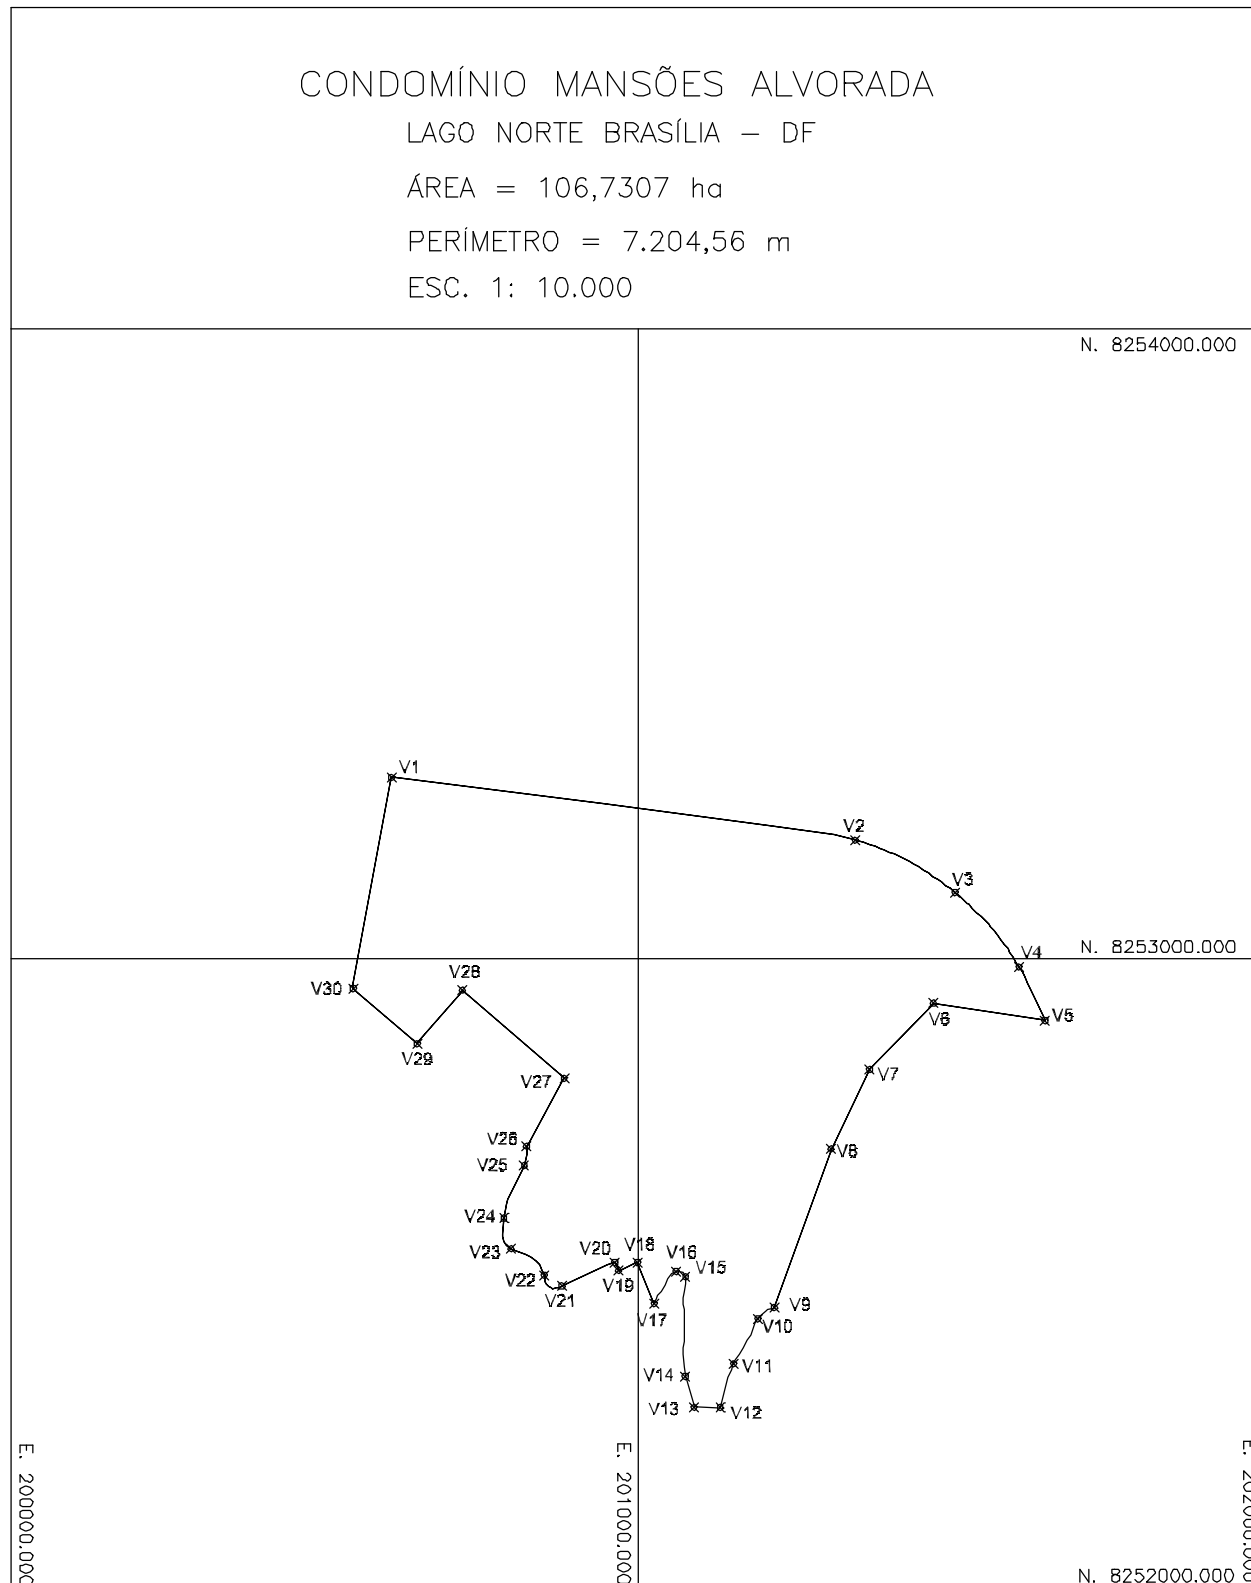 CONDOMÍNIO MANSÕES ALVORADA
LAGO NORTE BRASÍLIA – DF
ÁREA = 106,7307 ha
PERÍMETRO = 7.204,56 m
ESC. 1: 10.000
N. 8254000.000
V1
V2
V3
N. 8253000.000
V4
V28
V30
V6
V5
V29
V27
V7
V26
V8
V25
V24
V23
V20
V18
V16
V22
V19
V15
V21
V17
V9
V10
V11
V14
V13
V12
E. 200000.000
E. 201000.000
E. 202000.000
N. 8252000.000